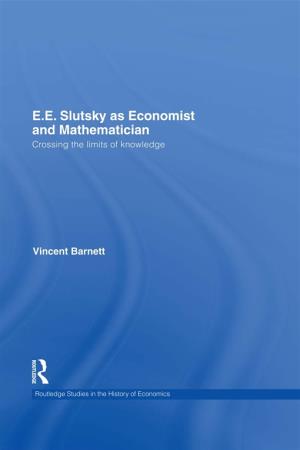 E.E. Slutsky as Economist
and Mathematician
Crossing the limits of knowledge
Vincent Barnett
ROUTLEDGE
Routledge Studies in the History of Economics